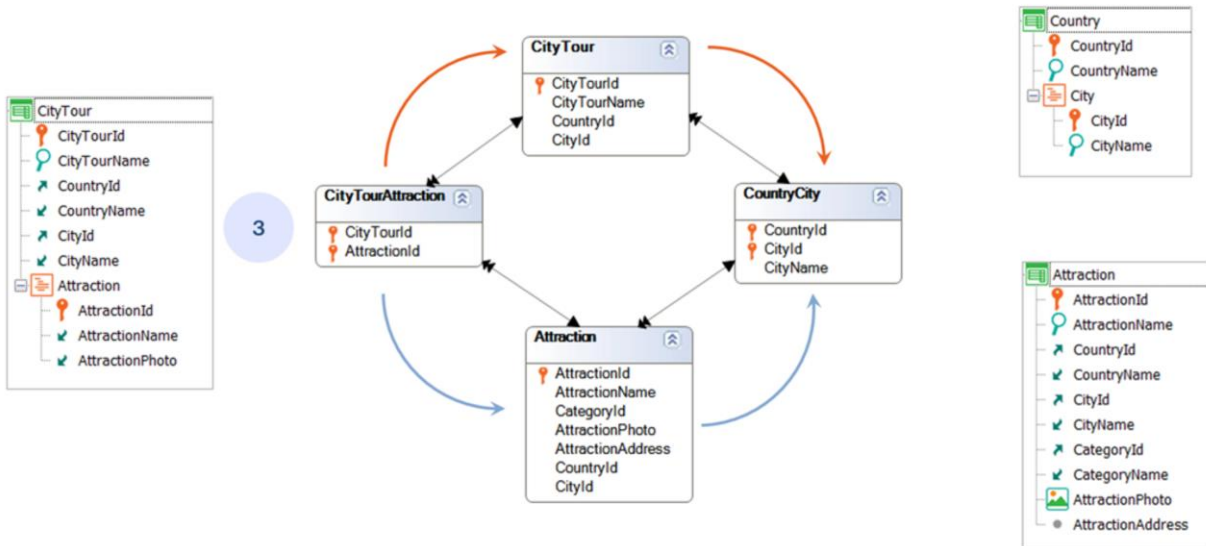 CityTour
CityTourId
CityTourName
CountryId
CountryName
CityId
CityName
Attraction
AttractionId
AttractionName
AttractionPhoto
3
CityTour
CityTourId
CityTourName
CountryId
CityId
CityTourAttraction
CityTourId
AttractionId
CountryCity
CountryId
CityId
CityName
Attraction
AttractionId
AttractionName
CategoryId
AttractionPhoto
AttractionAddress
CountryId
CityId
Country
CountryId
CountryName
City
CityId
CityName
Attraction
AttractionId
AttractionName
CountryId
CountryName
CityId
CityName
CategoryId
CategoryName
AttractionPhoto
AttractionAddress